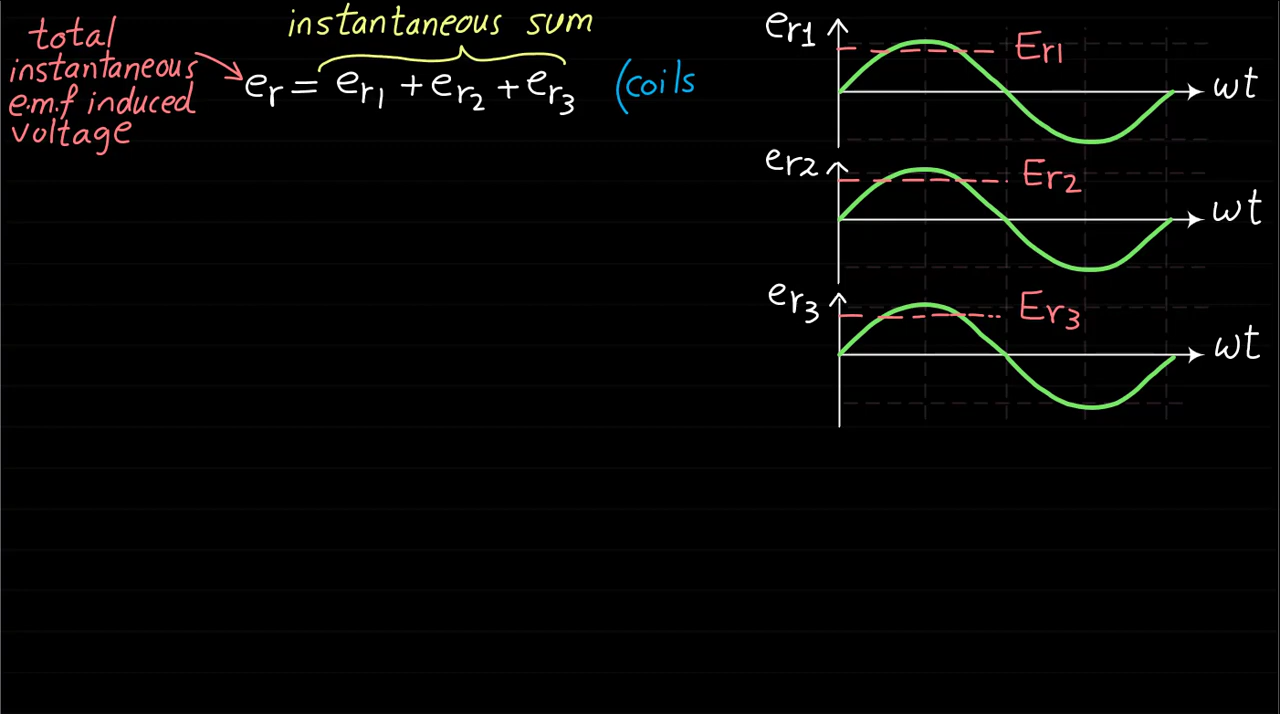 total
instantaneous
e.m.f induced
voltage
instantaneous sum
er = er1 + er2 + er3 (coils
er1
Er1
ωt
er2
Er2
ωt
er3
Er3
ωt